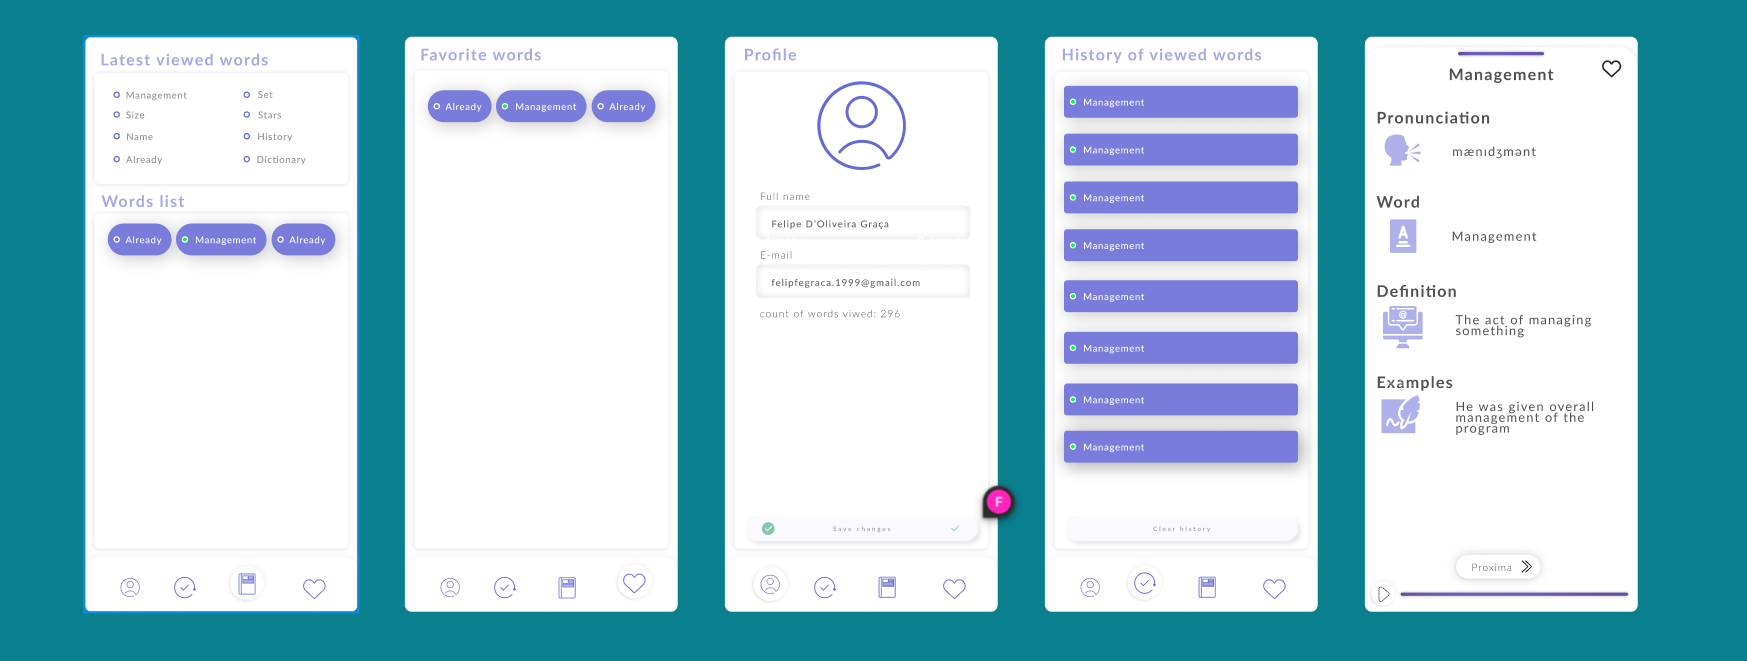 Latest viewed words
Management
Set
Size
Stars
Name
History
Already
Dictionary
Words list
Already
Management
Already
Favorite words
Already
Management
Already
Profile
Full name
Felipe D'Oliveira Graça
E-mail
felipfegraca.1999@gmail.com
count of words viwed: 296
Save changes
F
History of viewed words
Management
Management
Management
Management
Management
Management
Management
Management
Clear history
Management
Pronunciation
mænɪdʒmənt
Word
A
Management
Definition
@
The act of managing
something
Examples
He was given overall
management of the
program
Proxima